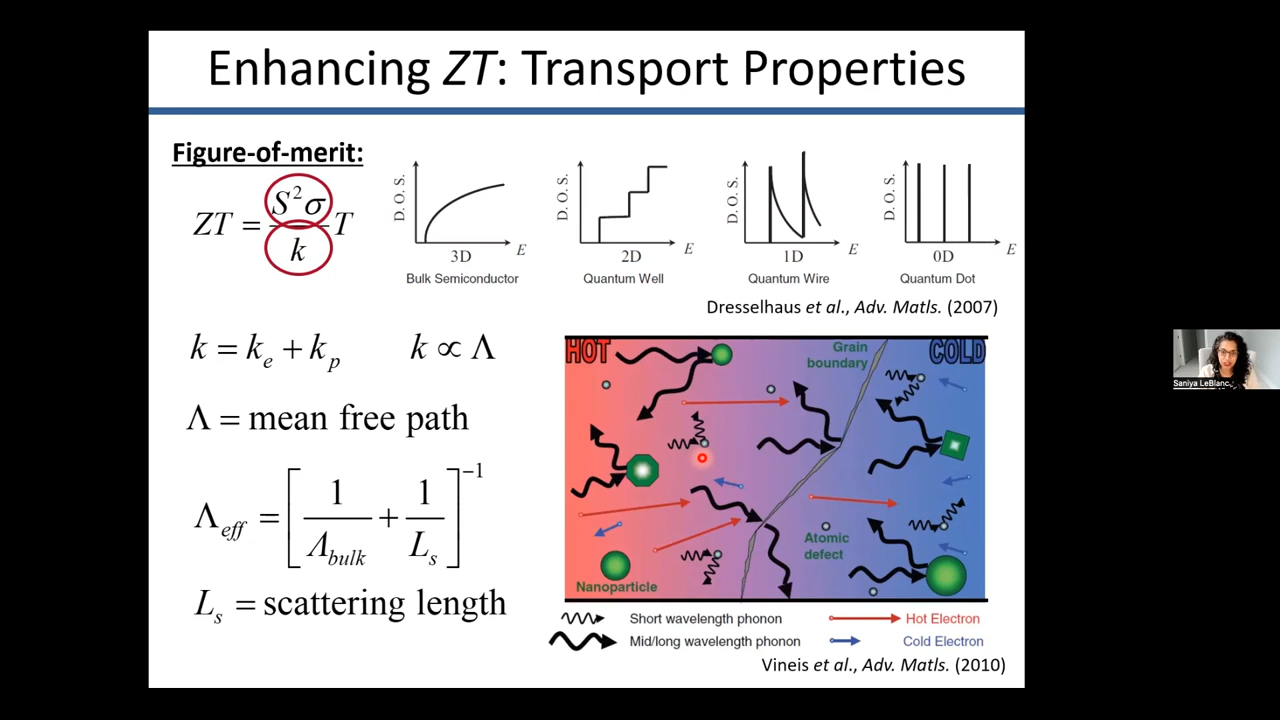 Enhancing ZT: Transport Properties
Figure-of-merit:
ZT = S²σ / k T
D. O. S.
E
3D
Bulk Semiconductor
D. O. S.
E
2D
Quantum Well
D. O. S.
E
1D
Quantum Wire
D. O. S.
E
0D
Quantum Dot
Dresselhaus et al., Adv. Matls. (2007)
k = kₑ + kₚ k ∝ Λ
Λ = mean free path
Λeff = [1/Λbulk + 1/Ls]⁻¹
Ls = scattering length
HOT
Grain
boundary
COLD
Atomic
defect
Nanoparticle
Short wavelength phonon
Hot Electron
Mid/long wavelength phonon
Cold Electron
Vineis et al., Adv. Matls. (2010)
Saniya LeBlanc